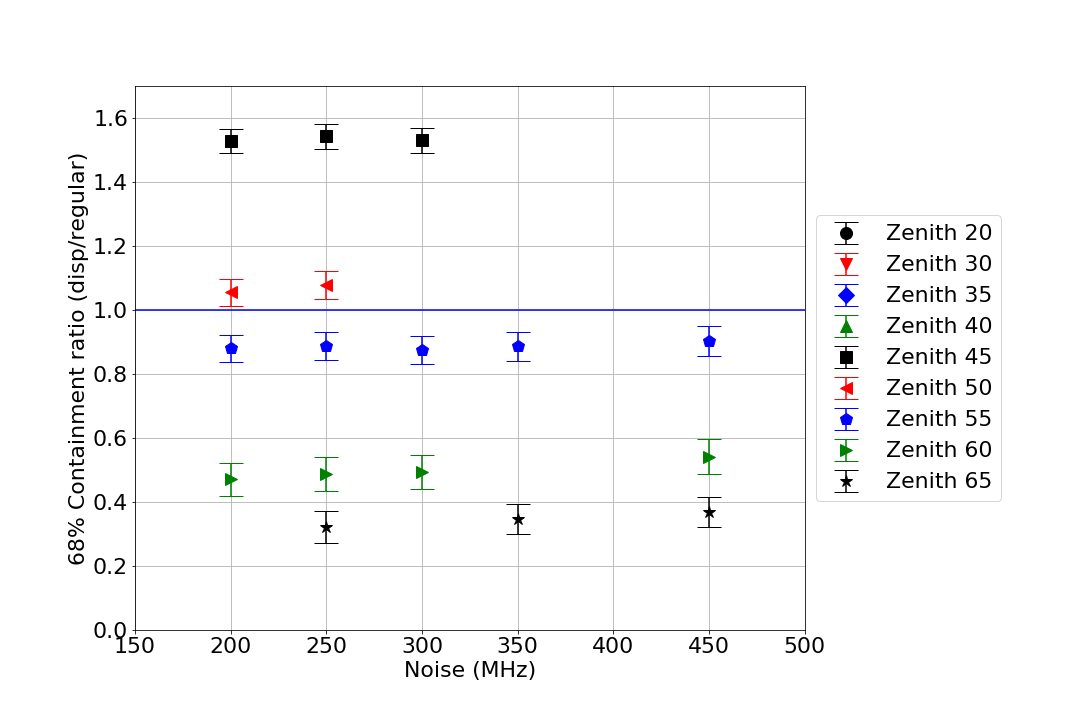 68% Containment ratio (disp/regular)
1.6
1.4
1.2
1.0
0.8
0.6
0.4
0.2
0.0
150 200 250 300 350 400 450 500
Noise (MHz)
Zenith 20
Zenith 30
Zenith 35
Zenith 40
Zenith 45
Zenith 50
Zenith 55
Zenith 60
Zenith 65